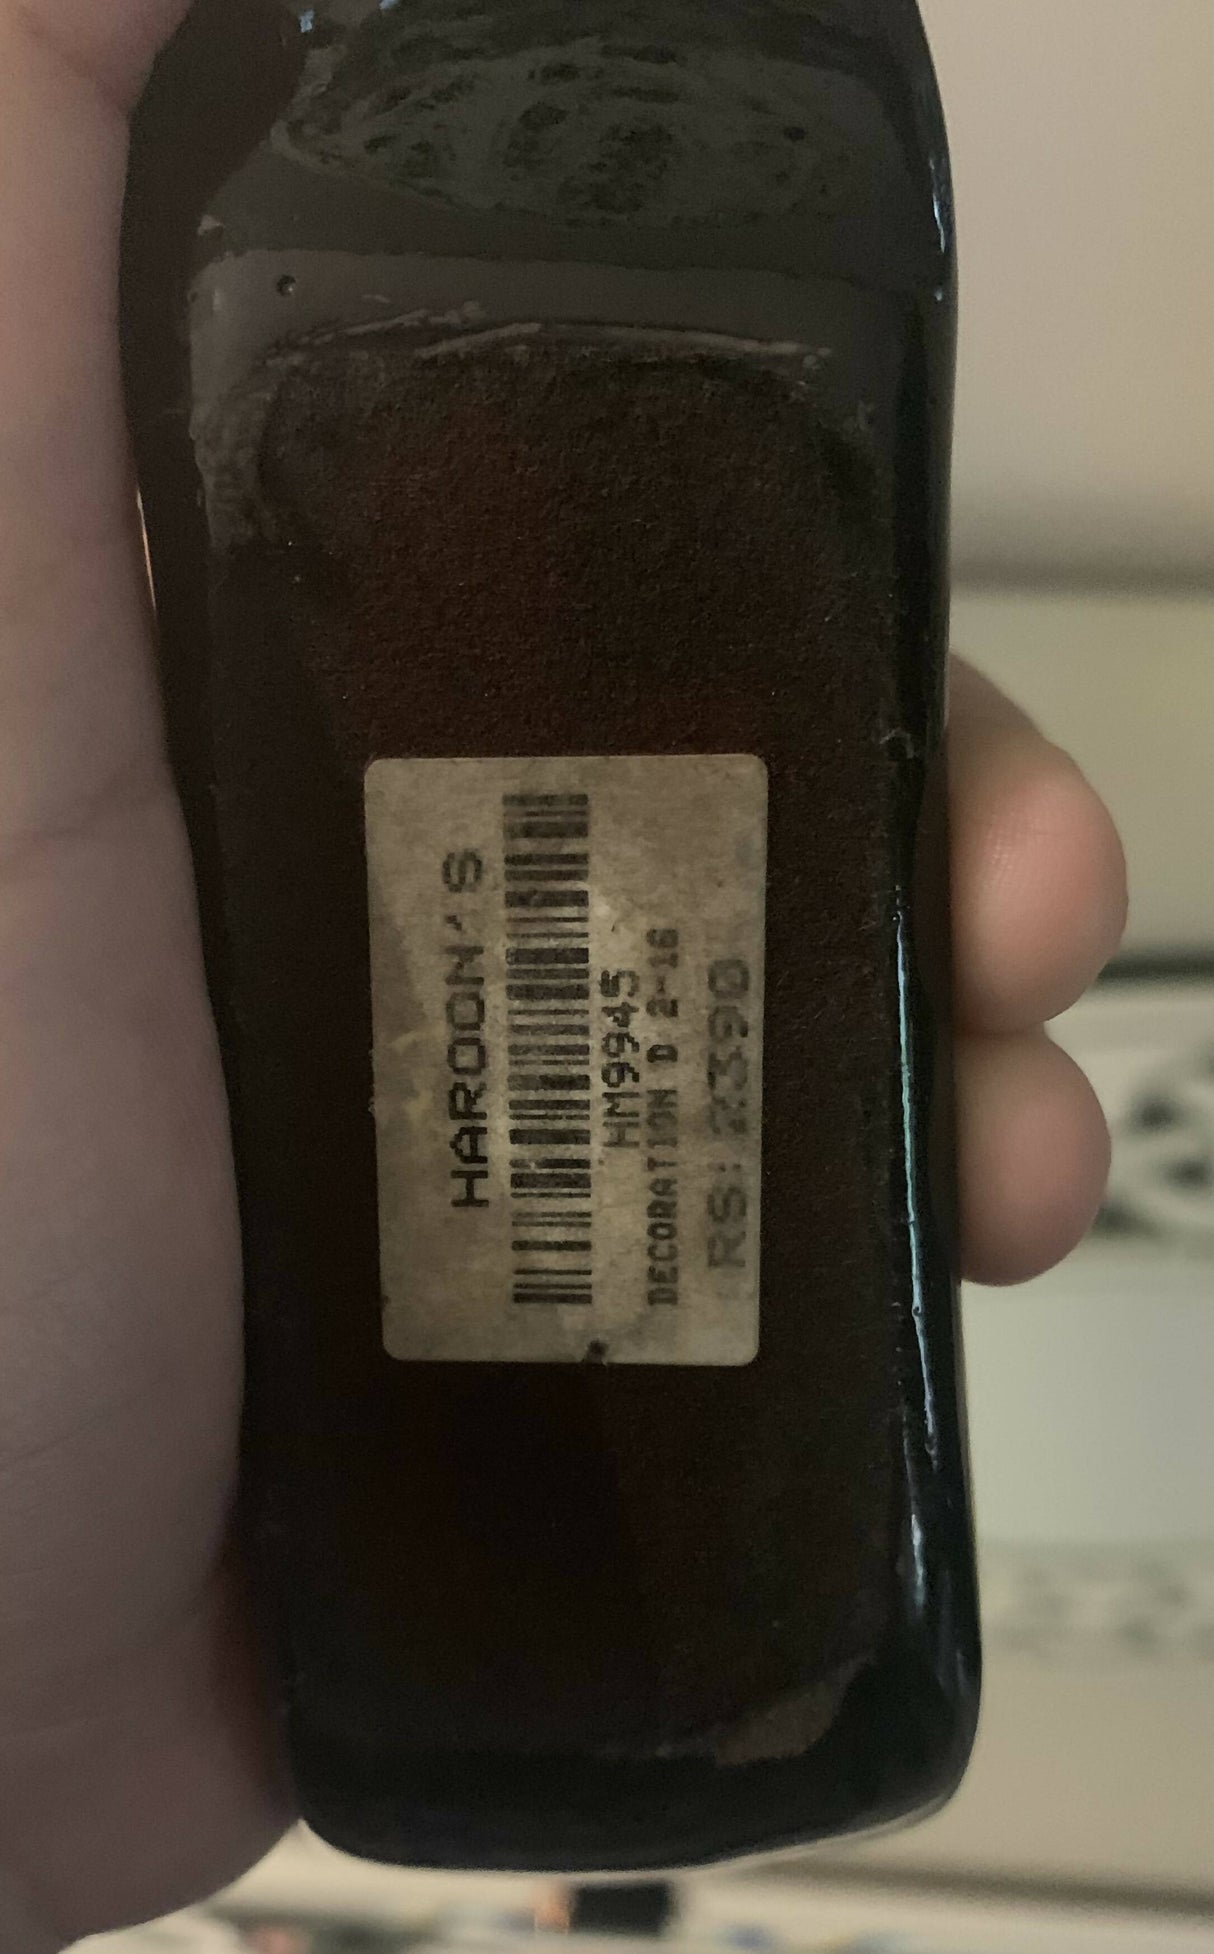 HAROON'S
HM9945
DECORATION D 2-16
RS: 2390